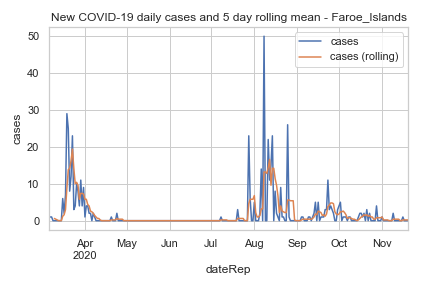 New COVID-19 daily cases and 5 day rolling mean - Faroe_Islands
cases
cases (rolling)
50
40
30
20
10
0
cases
Apr
2020
May
Jun
Jul
Aug
Sep
Oct
Nov
dateRep